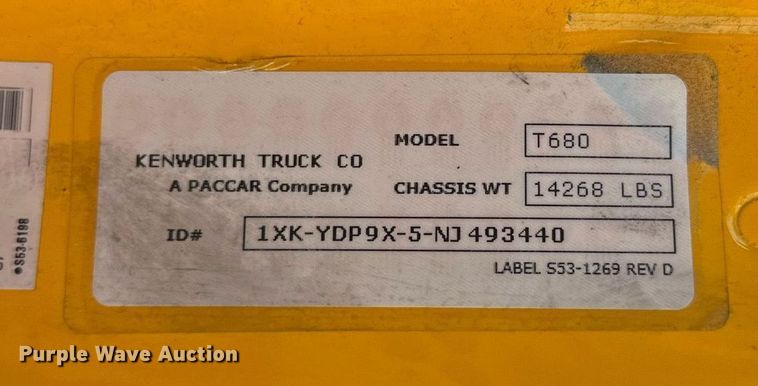 KENWORTH TRUCK CO
A PACCAR Company
MODEL T680
CHASSIS WT 14268 LBS
ID# 1XK-YDP9X-5-NJ493440
LABEL S53-1269 REV D
●S53-6198
Purple Wave Auction